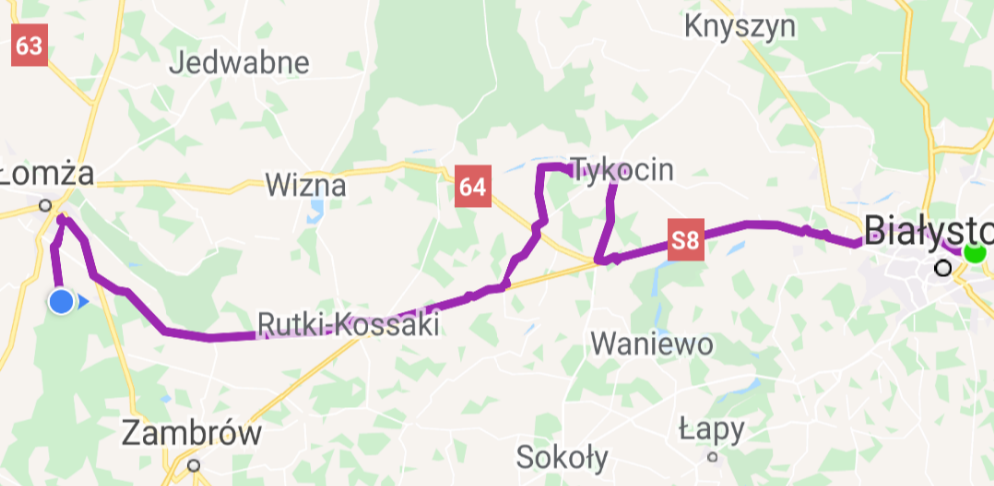 63
Knyszyn
Jedwabne
Łomża
Wizna
64
Tykocin
S8
Białysto
Rutki-Kossaki
Waniewo
Zambrów
Łapy
Sokoły